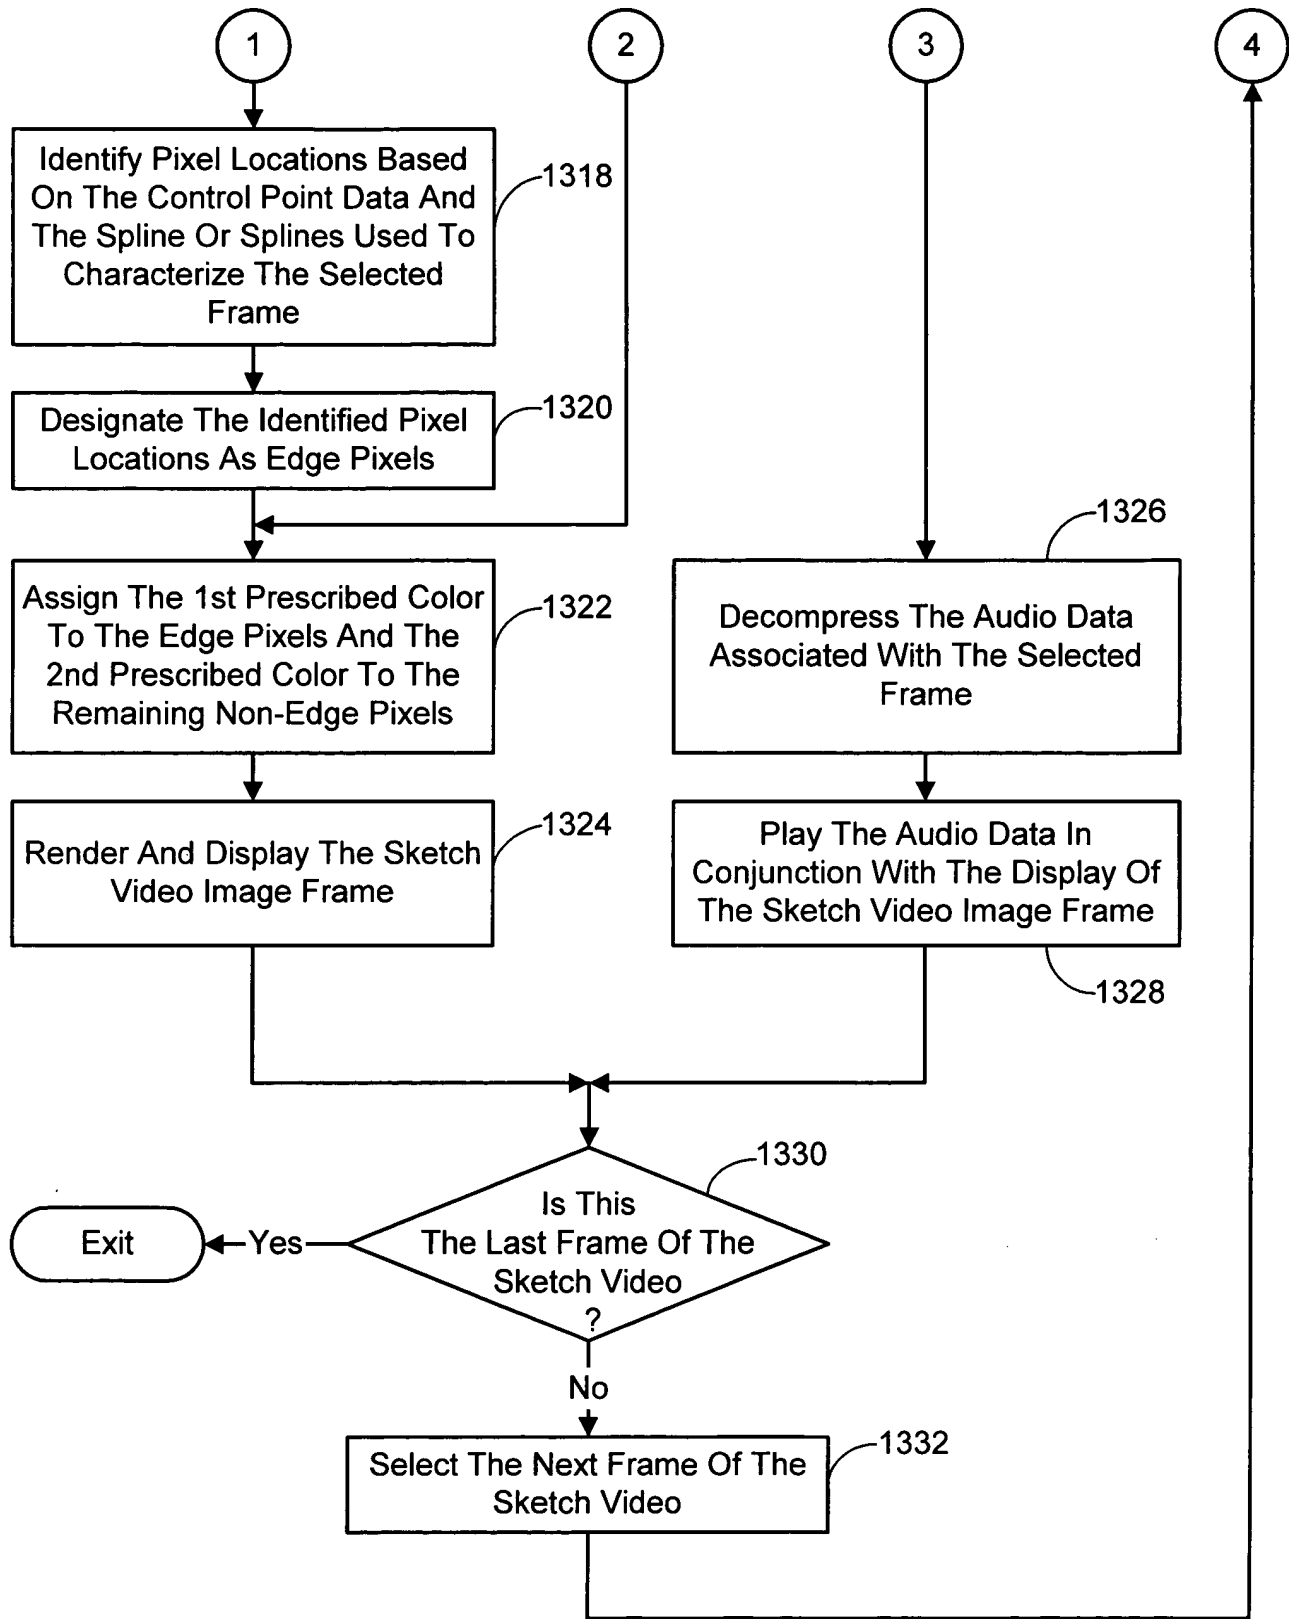 1
2
3
4
Identify Pixel Locations Based
On The Control Point Data And
The Spline Or Splines Used To
Characterize The Selected
Frame
1318
Designate The Identified Pixel
Locations As Edge Pixels
1320
Assign The 1st Prescribed Color
To The Edge Pixels And The
2nd Prescribed Color To The
Remaining Non-Edge Pixels
1322
1326
Decompress The Audio Data
Associated With The Selected
Frame
Render And Display The Sketch
Video Image Frame
1324
Play The Audio Data In
Conjunction With The Display Of
The Sketch Video Image Frame
1328
1330
Is This
The Last Frame Of The
Sketch Video
?
Yes
Exit
No
Select The Next Frame Of The
Sketch Video
1332